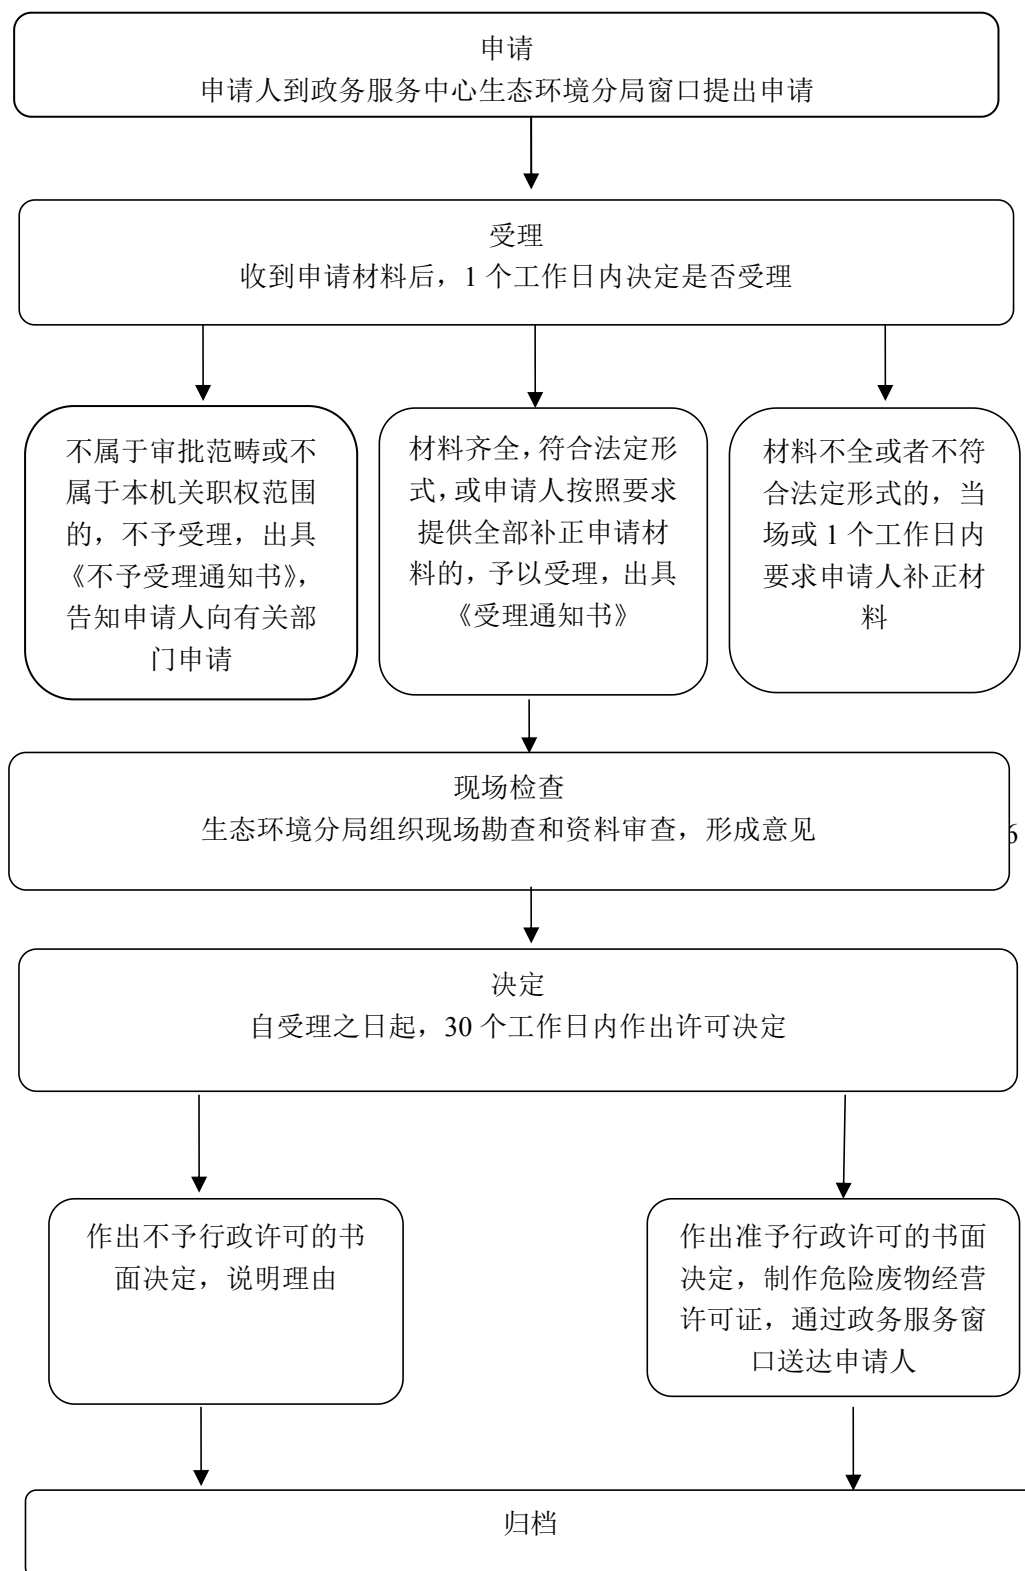 申请
申请人到政务服务中心生态环境分局窗口提出申请
受理
收到申请材料后，1 个工作日内决定是否受理
不属于审批范畴或不
属于本机关职权范围
的，不予受理，出具
《不予受理通知书》，
告知申请人向有关部
门申请
材料齐全，符合法定形
式，或申请人按照要求
提供全部补正申请材
料的，予以受理，出具
《受理通知书》
材料不全或者不符
合法定形式的，当
场或 1 个工作日内
要求申请人补正材
料
现场检查
生态环境分局组织现场勘查和资料审查，形成意见
6
决定
自受理之日起，30 个工作日内作出许可决定
作出不予行政许可的书
面决定，说明理由
作出准予行政许可的书面
决定，制作危险废物经营
许可证，通过政务服务窗
口送达申请人
归档